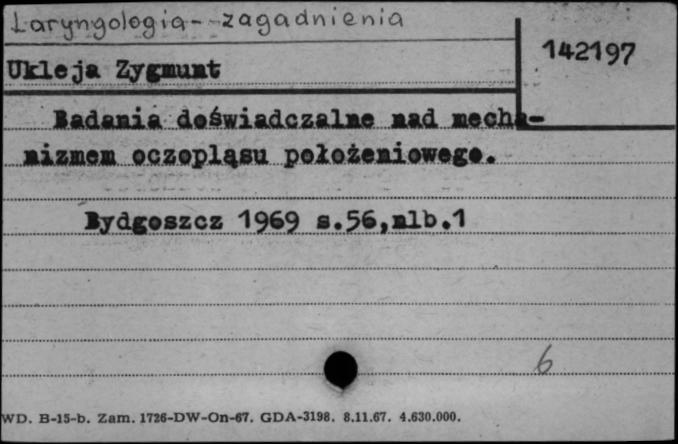 Laryngologia - zagadnienia
142197
Ukleja Zygmunt
Badania doświadczalne nad mecha-
nizmem oczopląsu położeniowego.
Bydgoszcz 1969 s.56,nlb.1
6
WD. B-15-b. Zam. 1726-DW-On-67. GDA-3198. 8.11.67. 4.630.000.